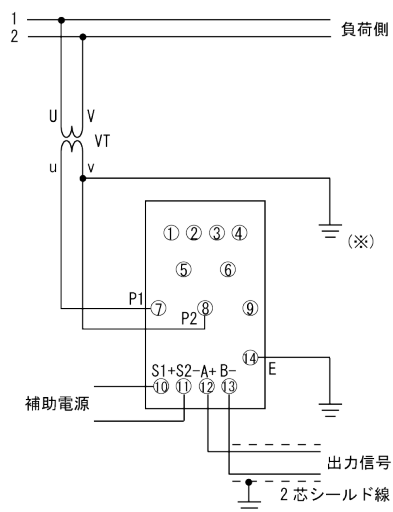 1
2
負荷側
U V
VT
u v
(※)
① ② ③ ④
⑤ ⑥
P1 ⑦ ⑧ ⑨
P2
⑭ E
S1+S2-A+ B-
⑩ ⑪ ⑫ ⑬
補助電源
出力信号
2芯シールド線